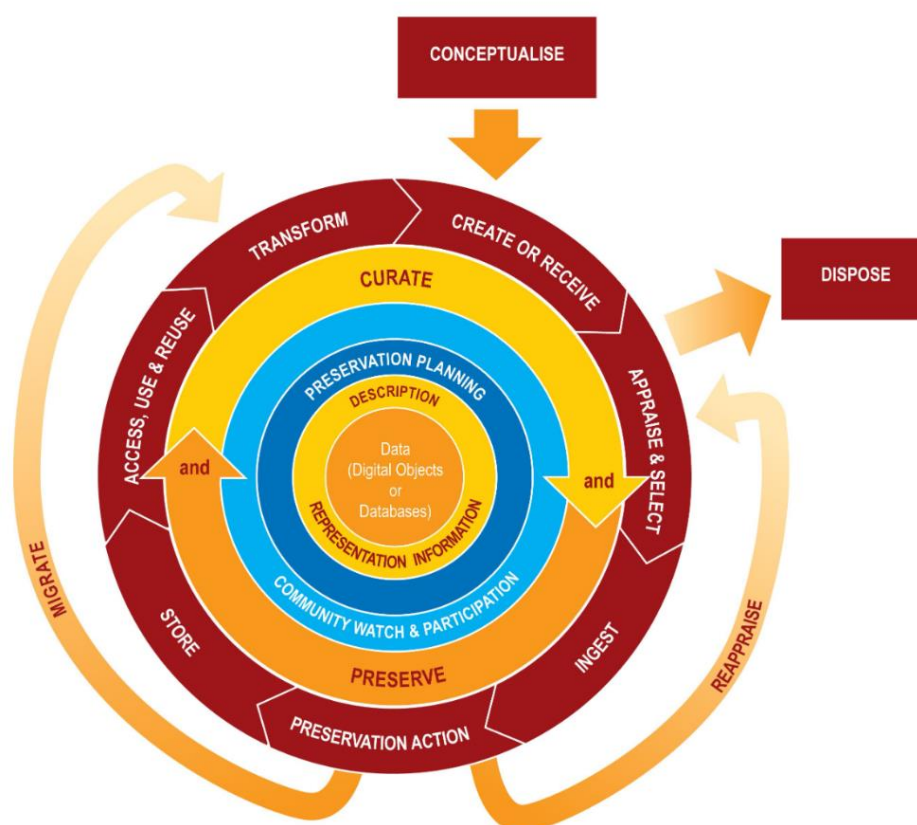 CONCEPTUALISE
CREATE OR RECEIVE
DISPOSE
APPRAISE & SELECT
REAPPRAISE
INGEST
PRESERVATION ACTION
STORE
MIGRATE
ACCESS, USE & REUSE
TRANSFORM
CURATE
and
PRESERVE
and
COMMUNITY WATCH & PARTICIPATION
PRESERVATION PLANNING
DESCRIPTION
REPRESENTATION INFORMATION
Data
(Digital Objects
or
Databases)